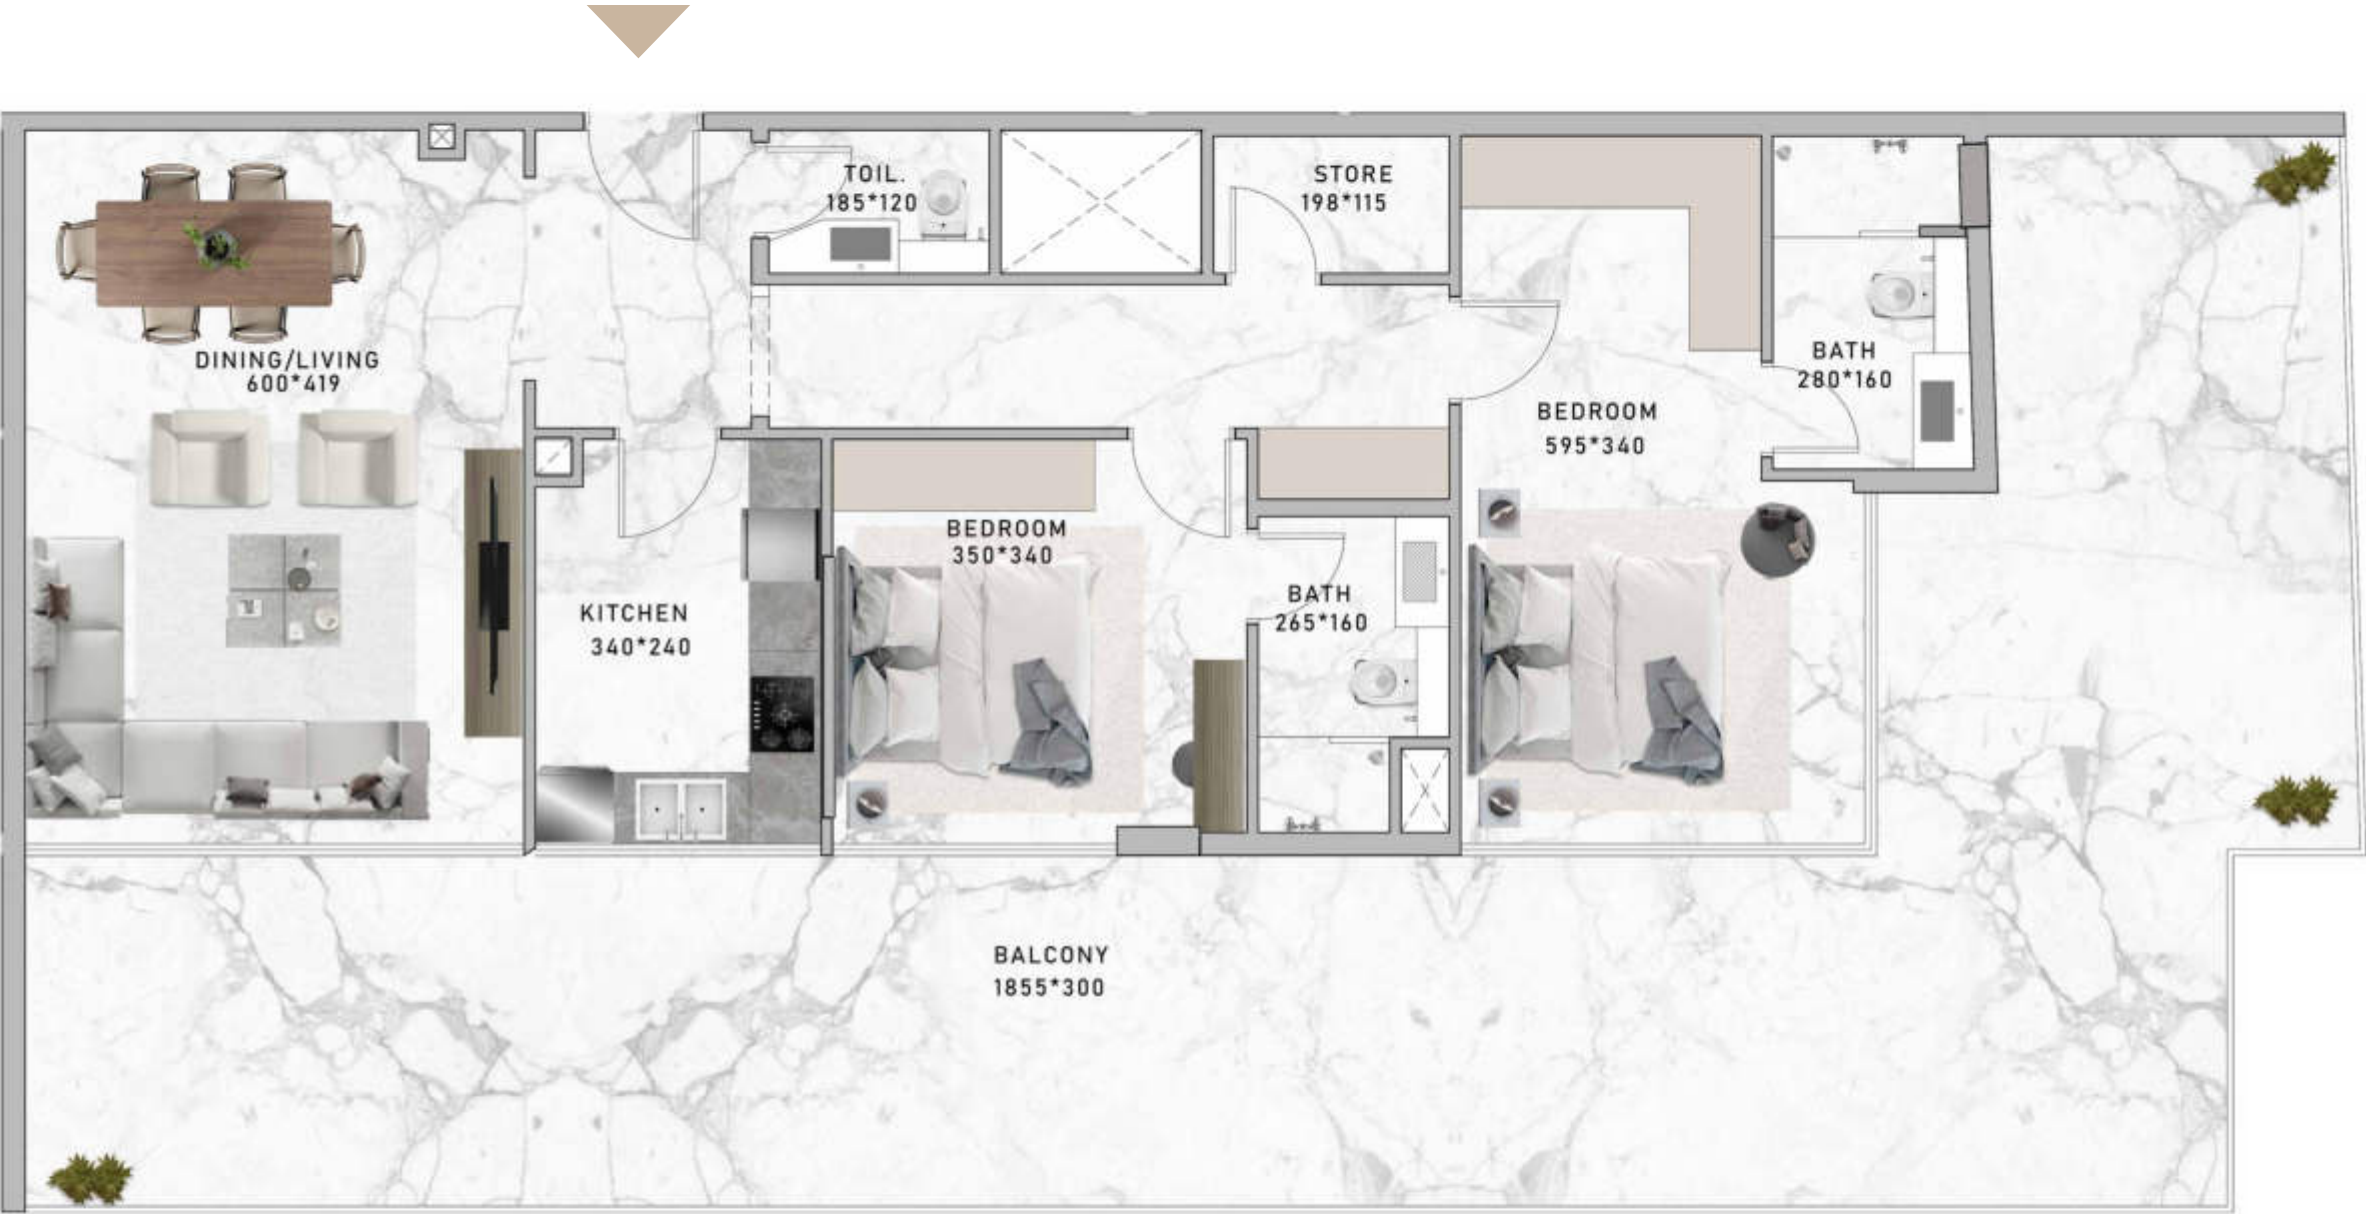 TOIL.
185*120
STORE
198*115
DINING/LIVING
600*419
BATH
280*160
BEDROOM
595*340
BEDROOM
350*340
BATH
265*160
KITCHEN
340*240
BALCONY
1855*300